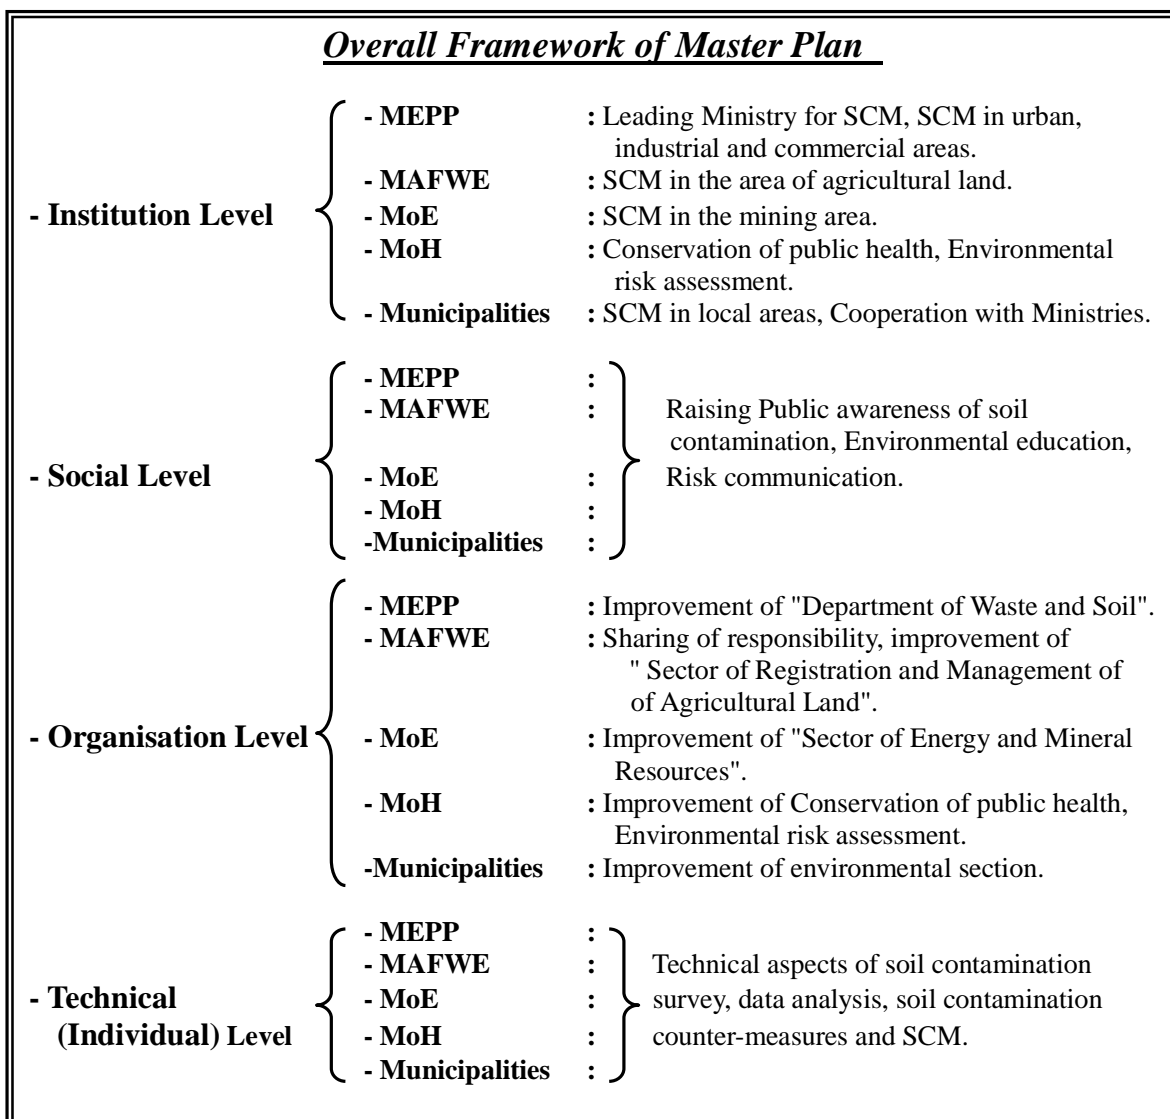 Overall Framework of Master Plan
- Institution Level
- MEPP : Leading Ministry for SCM, SCM in urban,
industrial and commercial areas.
- MAFWE : SCM in the area of agricultural land.
- MoE : SCM in the mining area.
- MoH : Conservation of public health, Environmental
risk assessment.
- Municipalities : SCM in local areas, Cooperation with Ministries.
- Social Level
- MEPP :
- MAFWE :
- MoE :
- MoH :
-Municipalities :
Raising Public awareness of soil
contamination, Environmental education,
Risk communication.
- Organisation Level
- MEPP : Improvement of "Department of Waste and Soil".
- MAFWE : Sharing of responsibility, improvement of
" Sector of Registration and Management of
of Agricultural Land".
- MoE : Improvement of "Sector of Energy and Mineral
Resources".
- MoH : Improvement of Conservation of public health,
Environmental risk assessment.
-Municipalities : Improvement of environmental section.
- Technical
(Individual) Level
- MEPP :
- MAFWE :
- MoE :
- MoH :
- Municipalities :
Technical aspects of soil contamination
survey, data analysis, soil contamination
counter-measures and SCM.